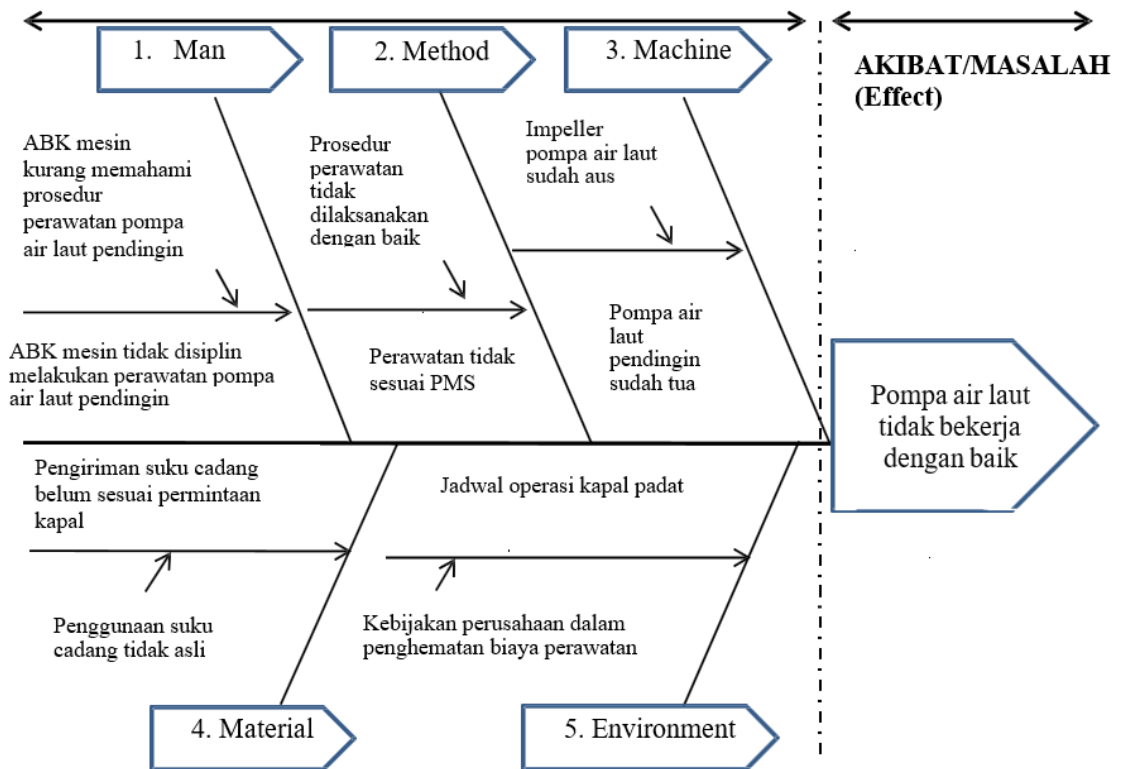 1. Man
2. Method
3. Machine
AKIBAT/MASALAH
(Effect)
ABK mesin
kurang memahami
prosedur
perawatan pompa
air laut pendingin
Prosedur
perawatan
tidak
dilaksanakan
dengan baik
Impeller
pompa air laut
sudah aus
ABK mesin tidak disiplin
melakukan perawatan pompa
air laut pendingin
Perawatan tidak
sesuai PMS
Pompa air
laut
pendingin
sudah tua
Pompa air laut
tidak bekerja
dengan baik
Pengiriman suku cadang
belum sesuai permintaan
kapal
Jadwal operasi kapal padat
Penggunaan suku
cadang tidak asli
Kebijakan perusahaan dalam
penghematan biaya perawatan
4. Material
5. Environment